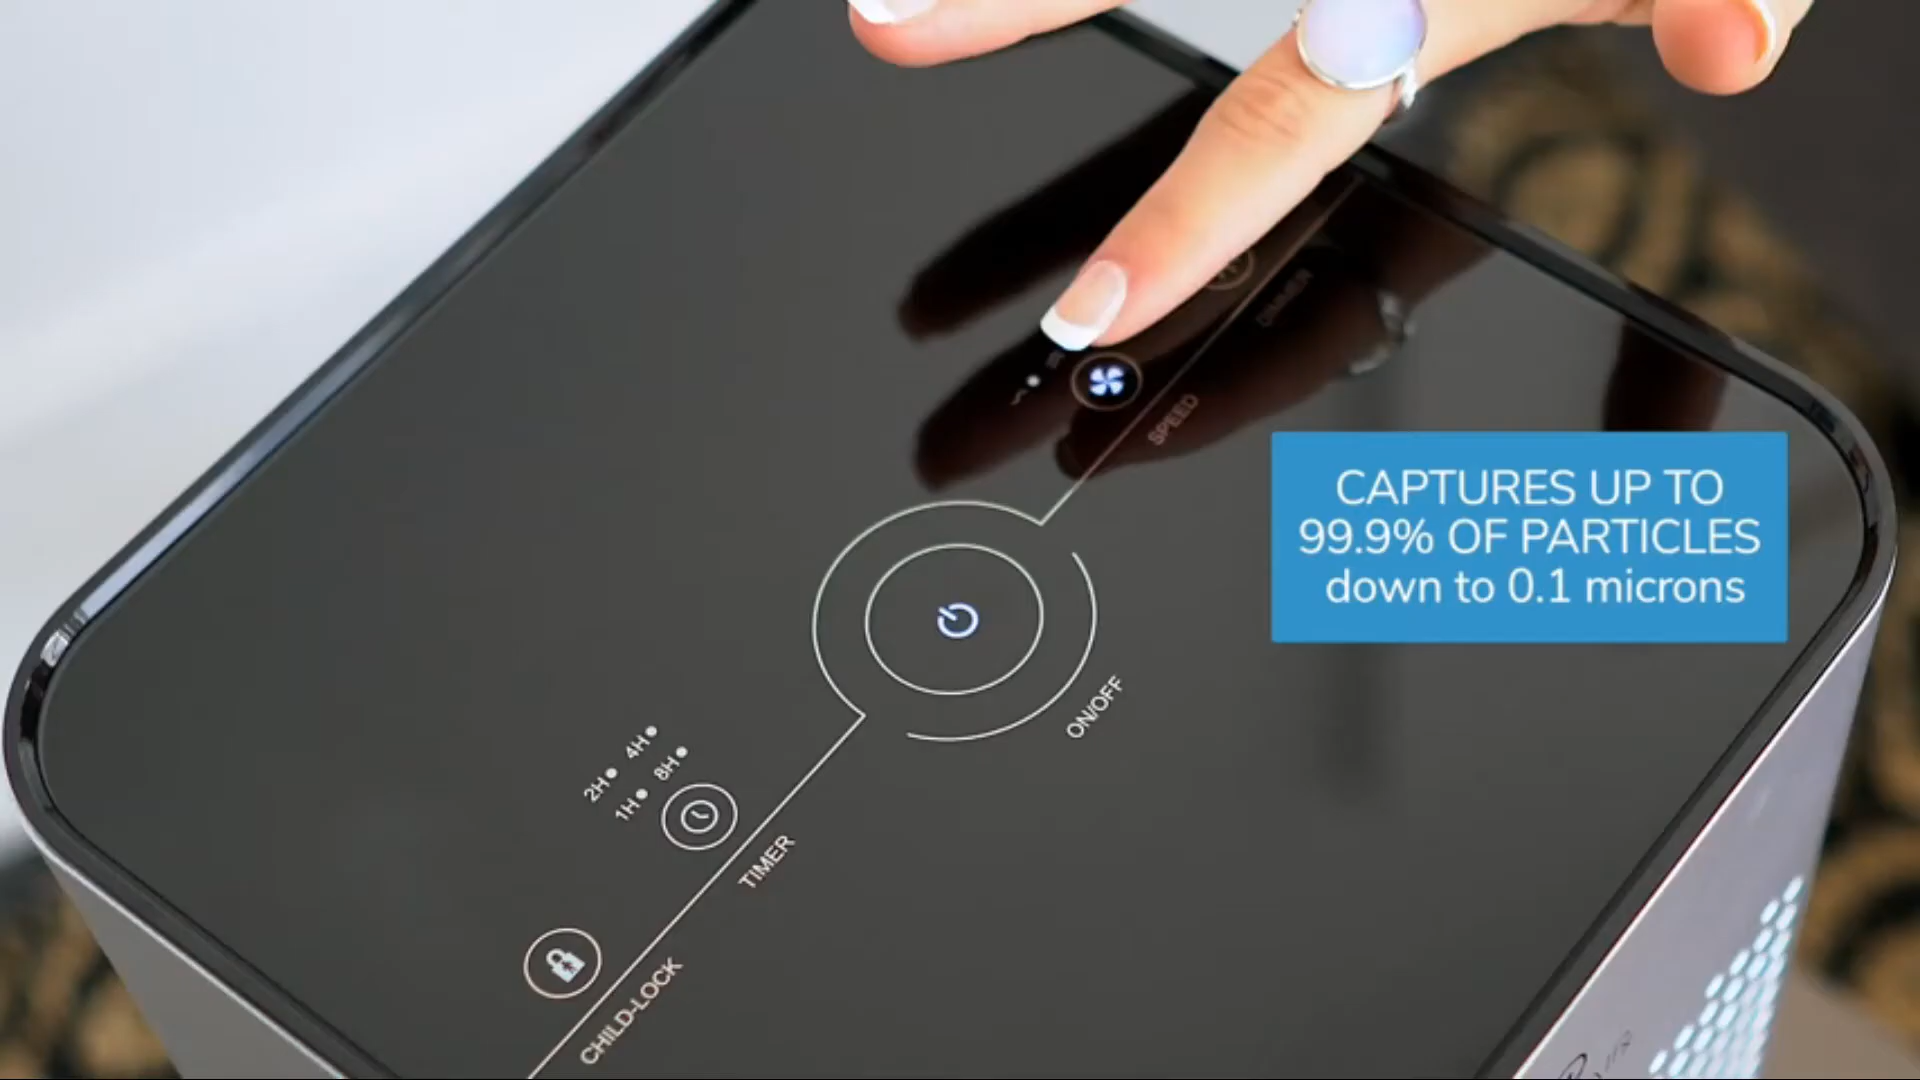 DIMMER
SPEED
CAPTURES UP TO
99.9% OF PARTICLES
down to 0.1 microns
ON/OFF
4H
8H
2H
1H
TIMER
CHILD-LOCK